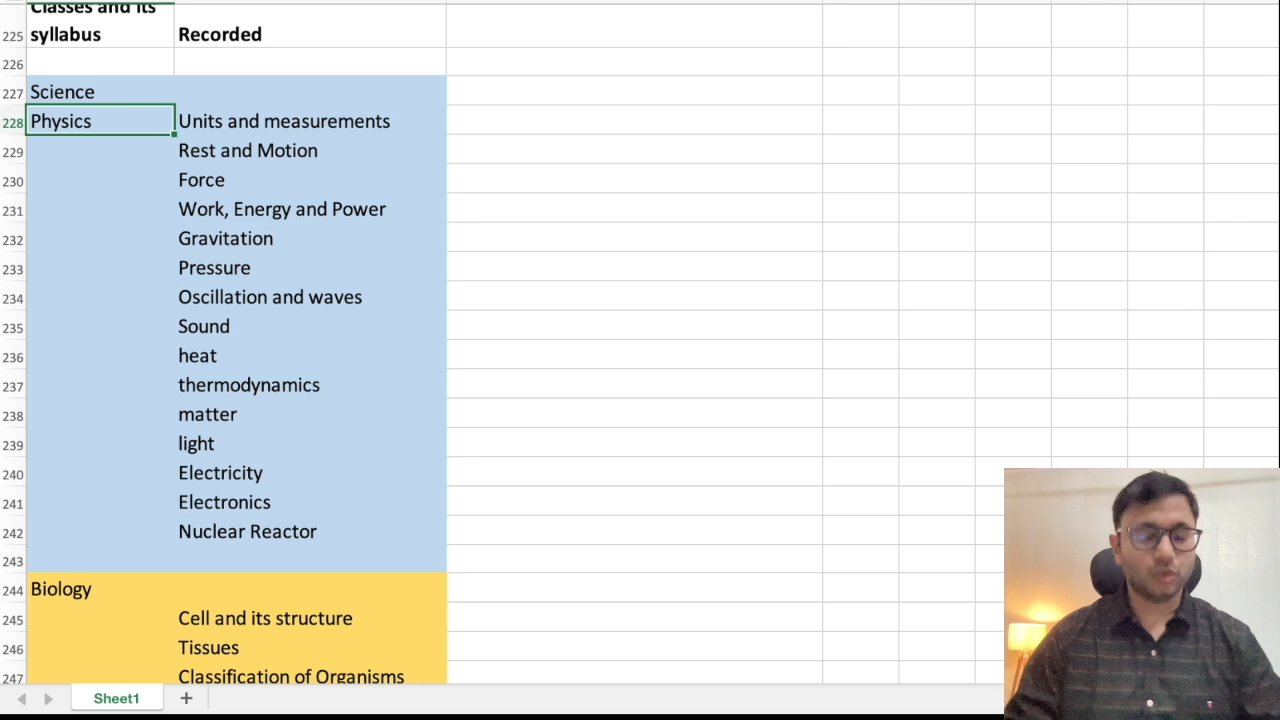 Classes and its
225 syllabus Recorded
226
227 Science
228 Physics Units and measurements
229 Rest and Motion
230 Force
231 Work, Energy and Power
232 Gravitation
233 Pressure
234 Oscillation and waves
235 Sound
236 heat
237 thermodynamics
238 matter
239 light
240 Electricity
241 Electronics
242 Nuclear Reactor
243
244 Biology
245 Cell and its structure
246 Tissues
247 Classification of Organisms
Sheet1 +